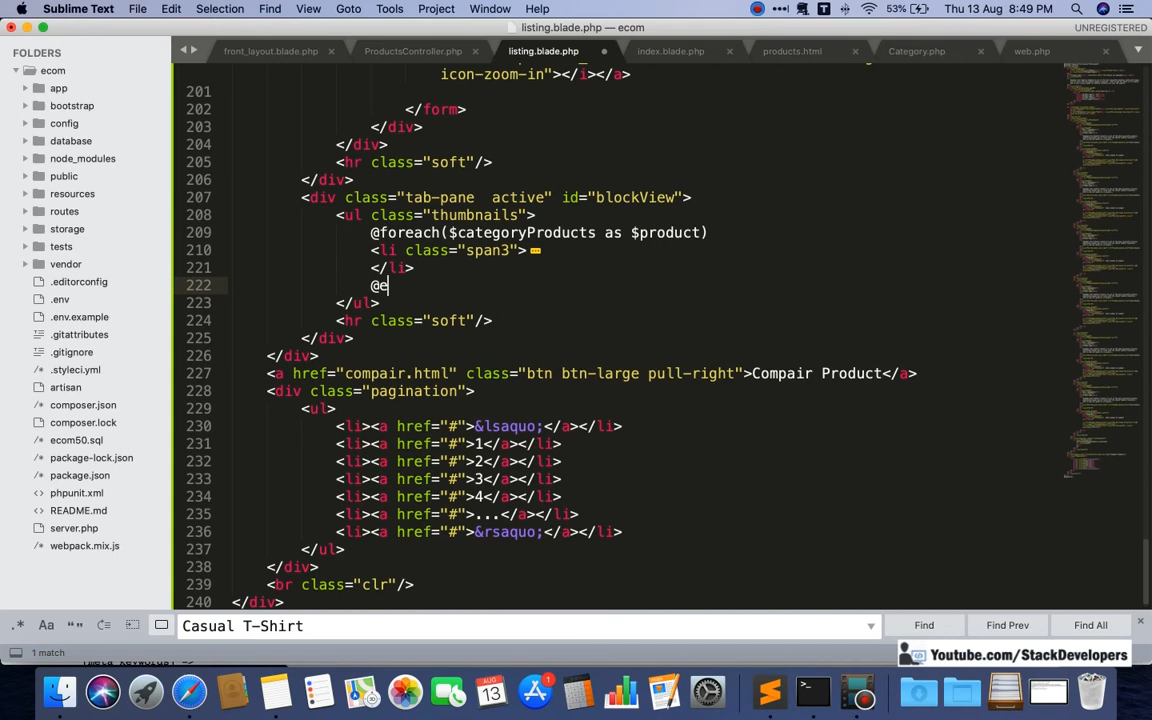 Sublime Text File Edit Selection Find View Goto Tools Project Window Help 53% Thu 13 Aug 8:49 PM
listing.blade.php — ecom UNREGISTERED
FOLDERS
front_layout.blade.php ProductsController.php listing.blade.php index.blade.php products.html Category.php web.php
ecom
app
bootstrap
config
database
node_modules
public
resources
routes
storage
tests
vendor
.editorconfig
.env
.env.example
.gitattributes
.gitignore
.styleci.yml
artisan
composer.json
composer.lock
ecom50.sql
package-lock.json
package.json
phpunit.xml
README.md
server.php
webpack.mix.js
icon-zoom-in"></i></a>
201
202 </form>
203 </div>
204 </div>
205 <hr class="soft"/>
206 </div>
207 <div class="tab-pane  active" id="blockView">
208 <ul class="thumbnails">
209 @foreach($categoryProducts as $product)
210 <li class="span3">
221 </li>
222 @e
223 </ul>
224 <hr class="soft"/>
225 </div>
226 </div>
227 <a href="compair.html" class="btn btn-large pull-right">Compair Product</a>
228 <div class="pagination">
229 <ul>
230 <li><a href="#">&lsaquo;</a></li>
231 <li><a href="#">1</a></li>
232 <li><a href="#">2</a></li>
233 <li><a href="#">3</a></li>
234 <li><a href="#">4</a></li>
235 <li><a href="#">...</a></li>
236 <li><a href="#">&rsaquo;</a></li>
237 </ul>
238 </div>
239 <br class="clr"/>
240 </div>
.* Aa “” Casual T-Shirt Find Find Prev Find All
1 match
Youtube.com/StackDevelopers